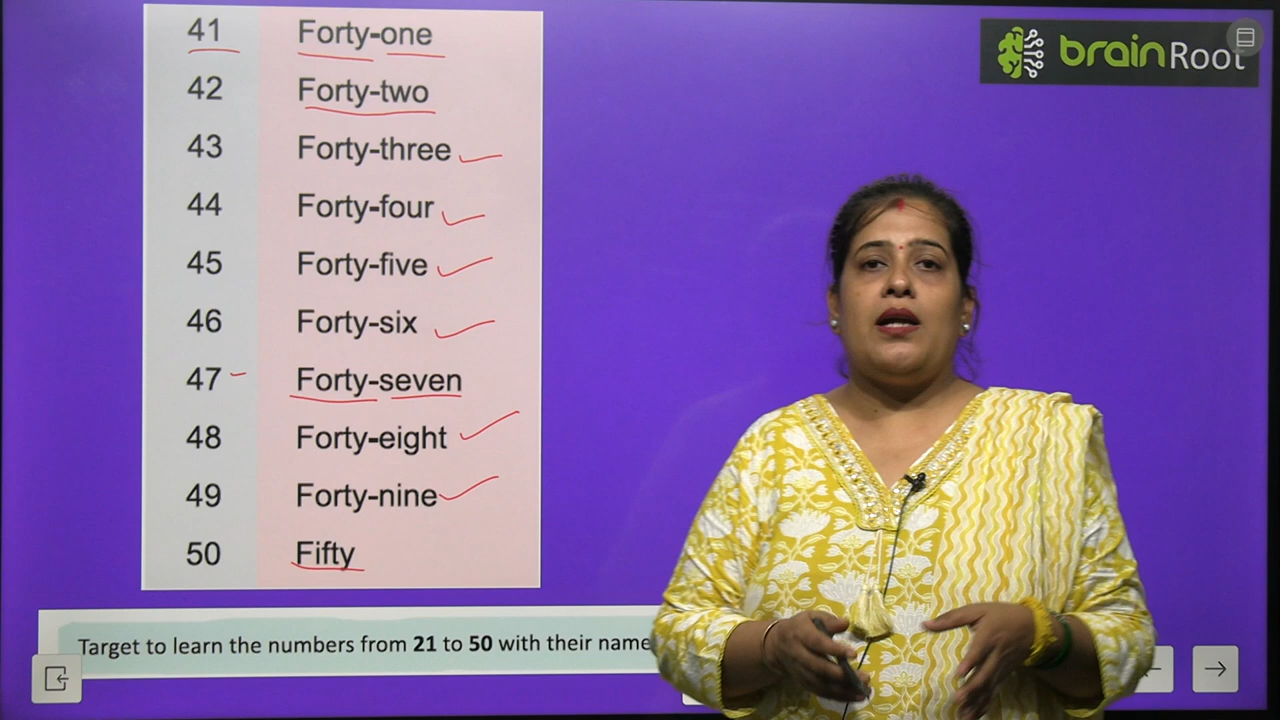 41 Forty-one
brainRoot
42 Forty-two
43 Forty-three
44 Forty-four
45 Forty-five
46 Forty-six
47 Forty-seven
48 Forty-eight
49 Forty-nine
50 Fifty
Target to learn the numbers from 21 to 50 with their name